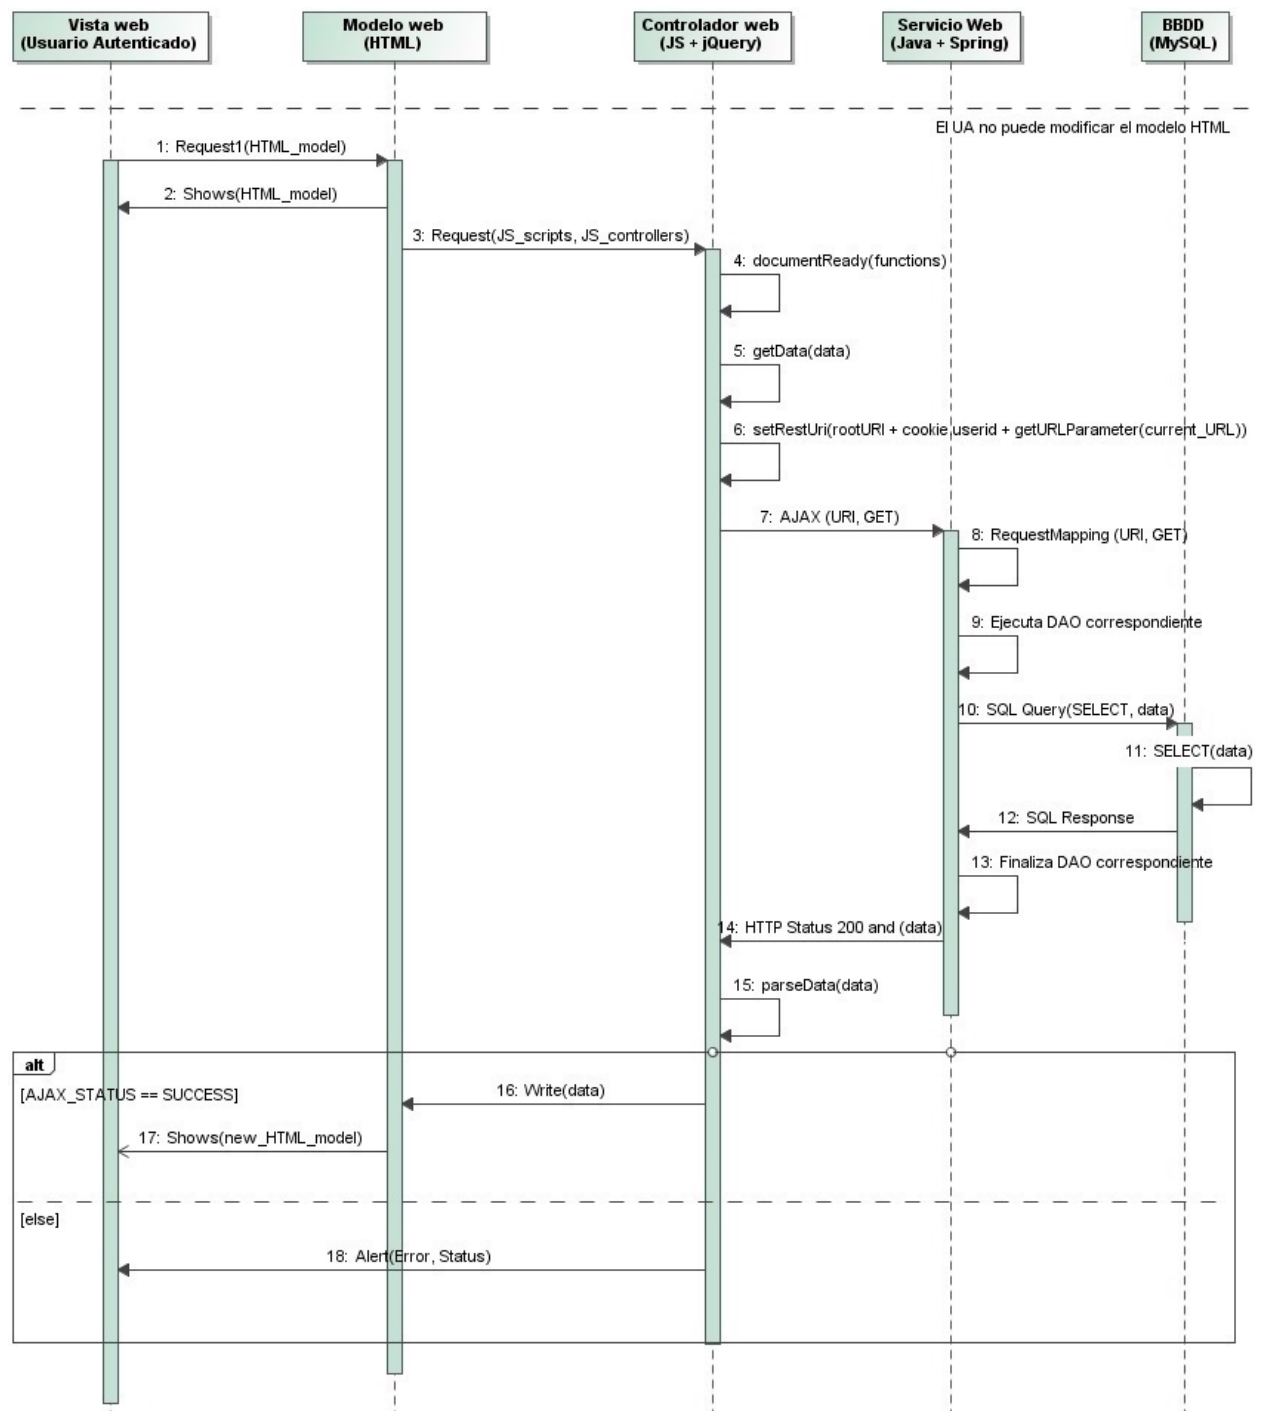 Vista web
(Usuario Autenticado)
Modelo web
(HTML)
Controlador web
(JS + jQuery)
Servicio Web
(Java + Spring)
BBDD
(MySQL)
El UA no puede modificar el modelo HTML
1: Request1(HTML_model)
2: Shows(HTML_model)
3: Request(JS_scripts, JS_controllers)
4: documentReady(functions)
5: getData(data)
6: setRestUri(rootURI + cookie userid + getURLParameter(current_URL))
7: AJAX (URI, GET)
8: RequestMapping (URI, GET)
9: Ejecuta DAO correspondiente
10: SQL Query(SELECT, data)
11: SELECT(data)
12: SQL Response
13: Finaliza DAO correspondiente
14: HTTP Status 200 and (data)
15: parseData(data)
alt
[AJAX_STATUS == SUCCESS]
16: Write(data)
17: Shows(new_HTML_model)
[else]
18: Alert(Error, Status)